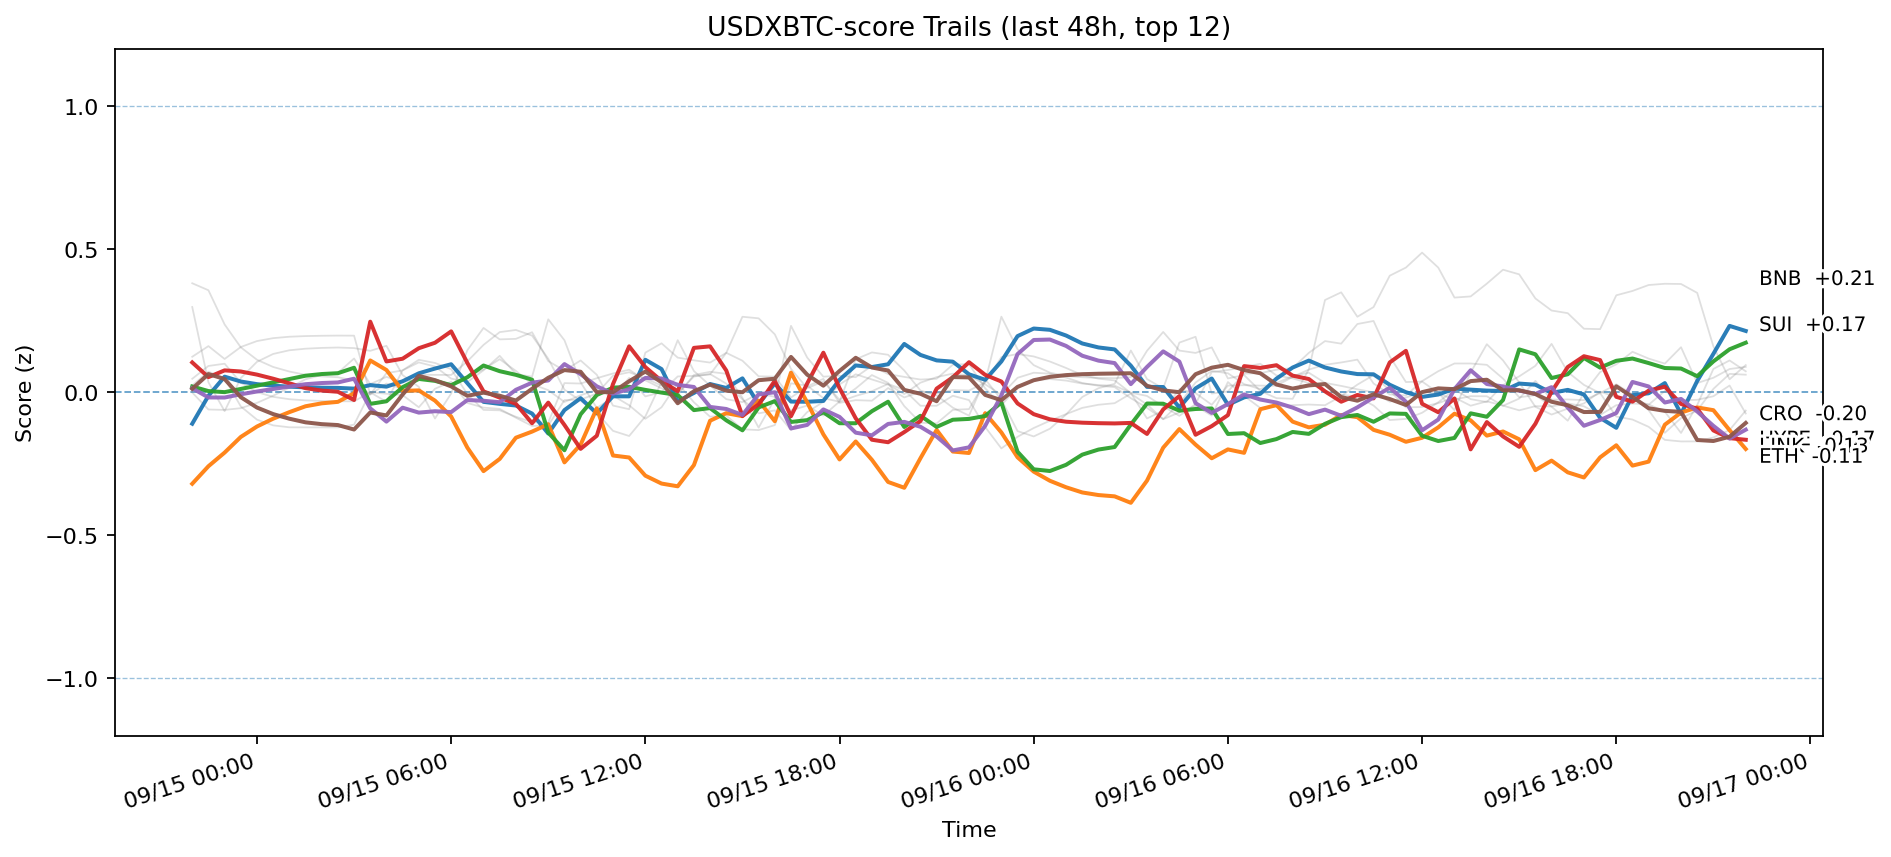 USDXBTC-score Trails (last 48h, top 12)
Score (z)
1.0
0.5
0.0
−0.5
−1.0
BNB +0.21
SUI +0.17
CRO -0.20
ETH -0.11
09/15 00:00
09/15 06:00
09/15 12:00
09/15 18:00
09/16 00:00
09/16 06:00
09/16 12:00
09/16 18:00
09/17 00:00
Time